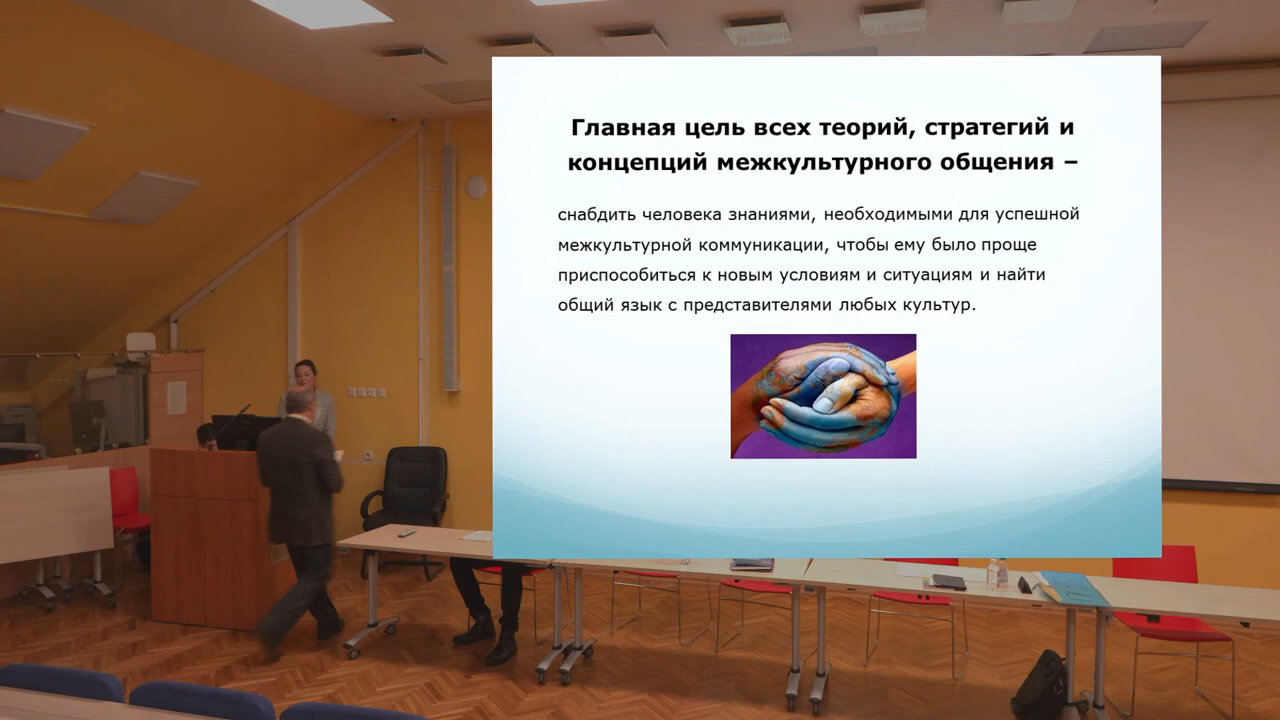 Главная цель всех теорий, стратегий и
концепций межкультурного общения –
снабдить человека знаниями, необходимыми для успешной
межкультурной коммуникации, чтобы ему было проще
приспособиться к новым условиям и ситуациям и найти
общий язык с представителями любых культур.